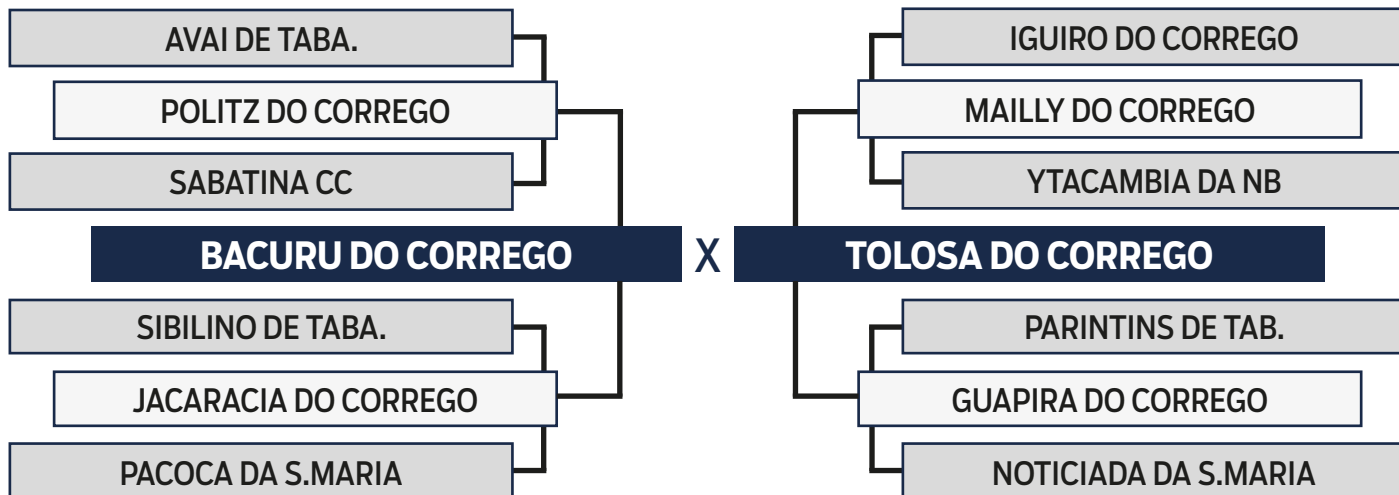 AVAI DE TABA.
POLITZ DO CORREGO
SABATINA CC
BACURU DO CORREGO
SIBILINO DE TABA.
JACARACIA DO CORREGO
PACOCA DA S.MARIA
X
IGUIRO DO CORREGO
MAILLY DO CORREGO
YTACAMBIA DA NB
TOLOSA DO CORREGO
PARINTINS DE TAB.
GUAPIRA DO CORREGO
NOTICIADA DA S.MARIA